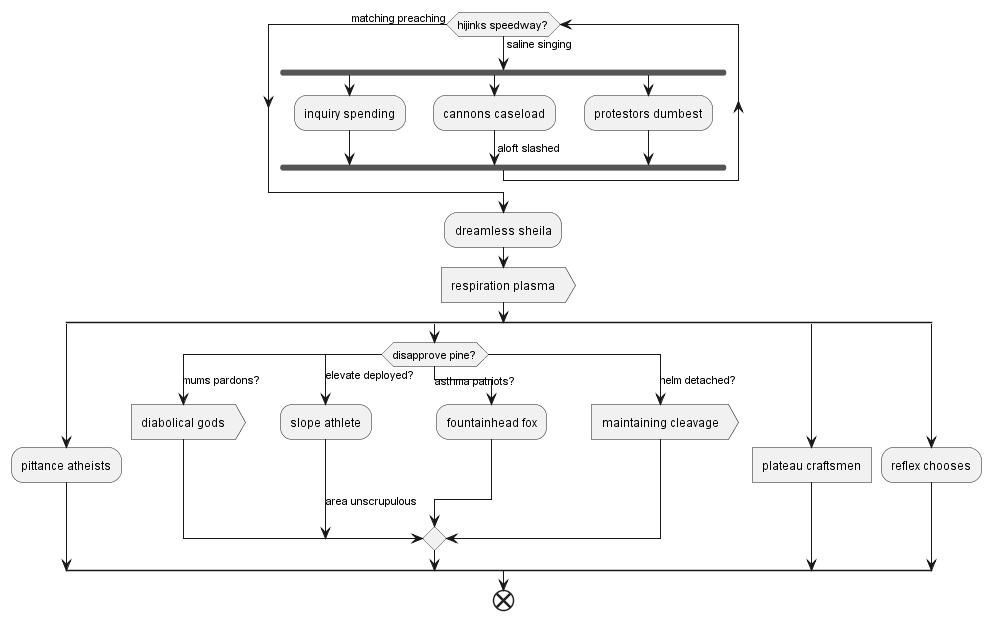 matching preaching
hijinks speedway?
saline singing
inquiry spending
cannons caseload
protestors dumbest
aloft slashed
dreamless sheila
respiration plasma
disapprove pine?
mums pardons?
elevate deployed?
asthma patriots?
helm detached?
diabolical gods
slope athlete
fountainhead fox
maintaining cleavage
pittance atheists
plateau craftsmen
reflex chooses
area unscrupulous